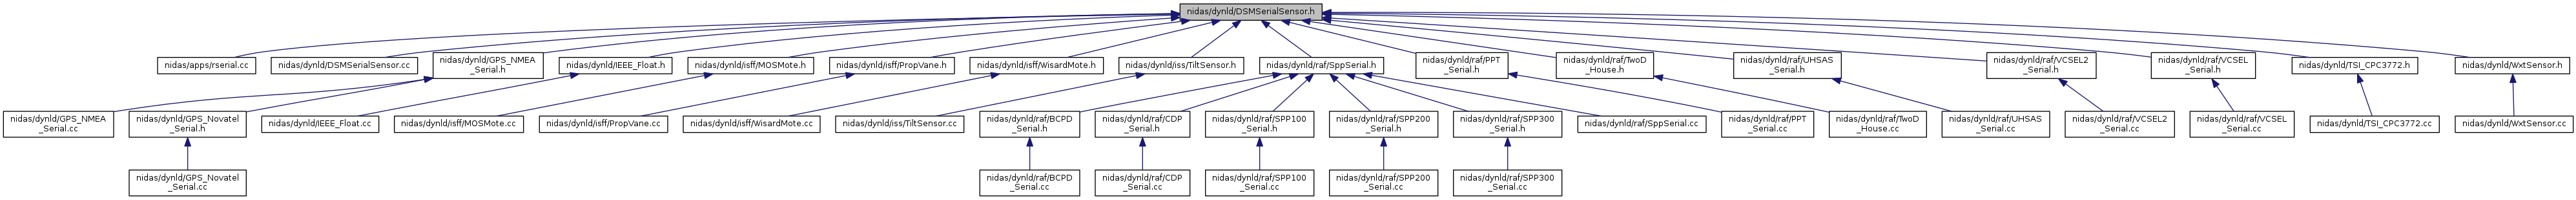 nidas/dynld/DSMSerialSensor.h
nidas/apps/rserial.cc
nidas/dynld/DSMSerialSensor.cc
nidas/dynld/GPS_NMEA
_Serial.h
nidas/dynld/IEEE_Float.h
nidas/dynld/isff/MOSMote.h
nidas/dynld/isff/PropVane.h
nidas/dynld/isff/WisardMote.h
nidas/dynld/iss/TiltSensor.h
nidas/dynld/raf/SppSerial.h
nidas/dynld/raf/PPT
_Serial.h
nidas/dynld/raf/TwoD
_House.h
nidas/dynld/raf/UHSAS
_Serial.h
nidas/dynld/raf/VCSEL2
_Serial.h
nidas/dynld/raf/VCSEL
_Serial.h
nidas/dynld/TSI_CPC3772.h
nidas/dynld/WxtSensor.h
nidas/dynld/GPS_NMEA
_Serial.cc
nidas/dynld/GPS_Novatel
_Serial.h
nidas/dynld/IEEE_Float.cc
nidas/dynld/isff/MOSMote.cc
nidas/dynld/isff/PropVane.cc
nidas/dynld/isff/WisardMote.cc
nidas/dynld/iss/TiltSensor.cc
nidas/dynld/raf/BCPD
_Serial.h
nidas/dynld/raf/CDP
_Serial.h
nidas/dynld/raf/SPP100
_Serial.h
nidas/dynld/raf/SPP200
_Serial.h
nidas/dynld/raf/SPP300
_Serial.h
nidas/dynld/raf/SppSerial.cc
nidas/dynld/raf/PPT
_Serial.cc
nidas/dynld/raf/TwoD
_House.cc
nidas/dynld/raf/UHSAS
_Serial.cc
nidas/dynld/raf/VCSEL2
_Serial.cc
nidas/dynld/raf/VCSEL
_Serial.cc
nidas/dynld/TSI_CPC3772.cc
nidas/dynld/WxtSensor.cc
nidas/dynld/GPS_Novatel
_Serial.cc
nidas/dynld/raf/BCPD
_Serial.cc
nidas/dynld/raf/CDP
_Serial.cc
nidas/dynld/raf/SPP100
_Serial.cc
nidas/dynld/raf/SPP200
_Serial.cc
nidas/dynld/raf/SPP300
_Serial.cc